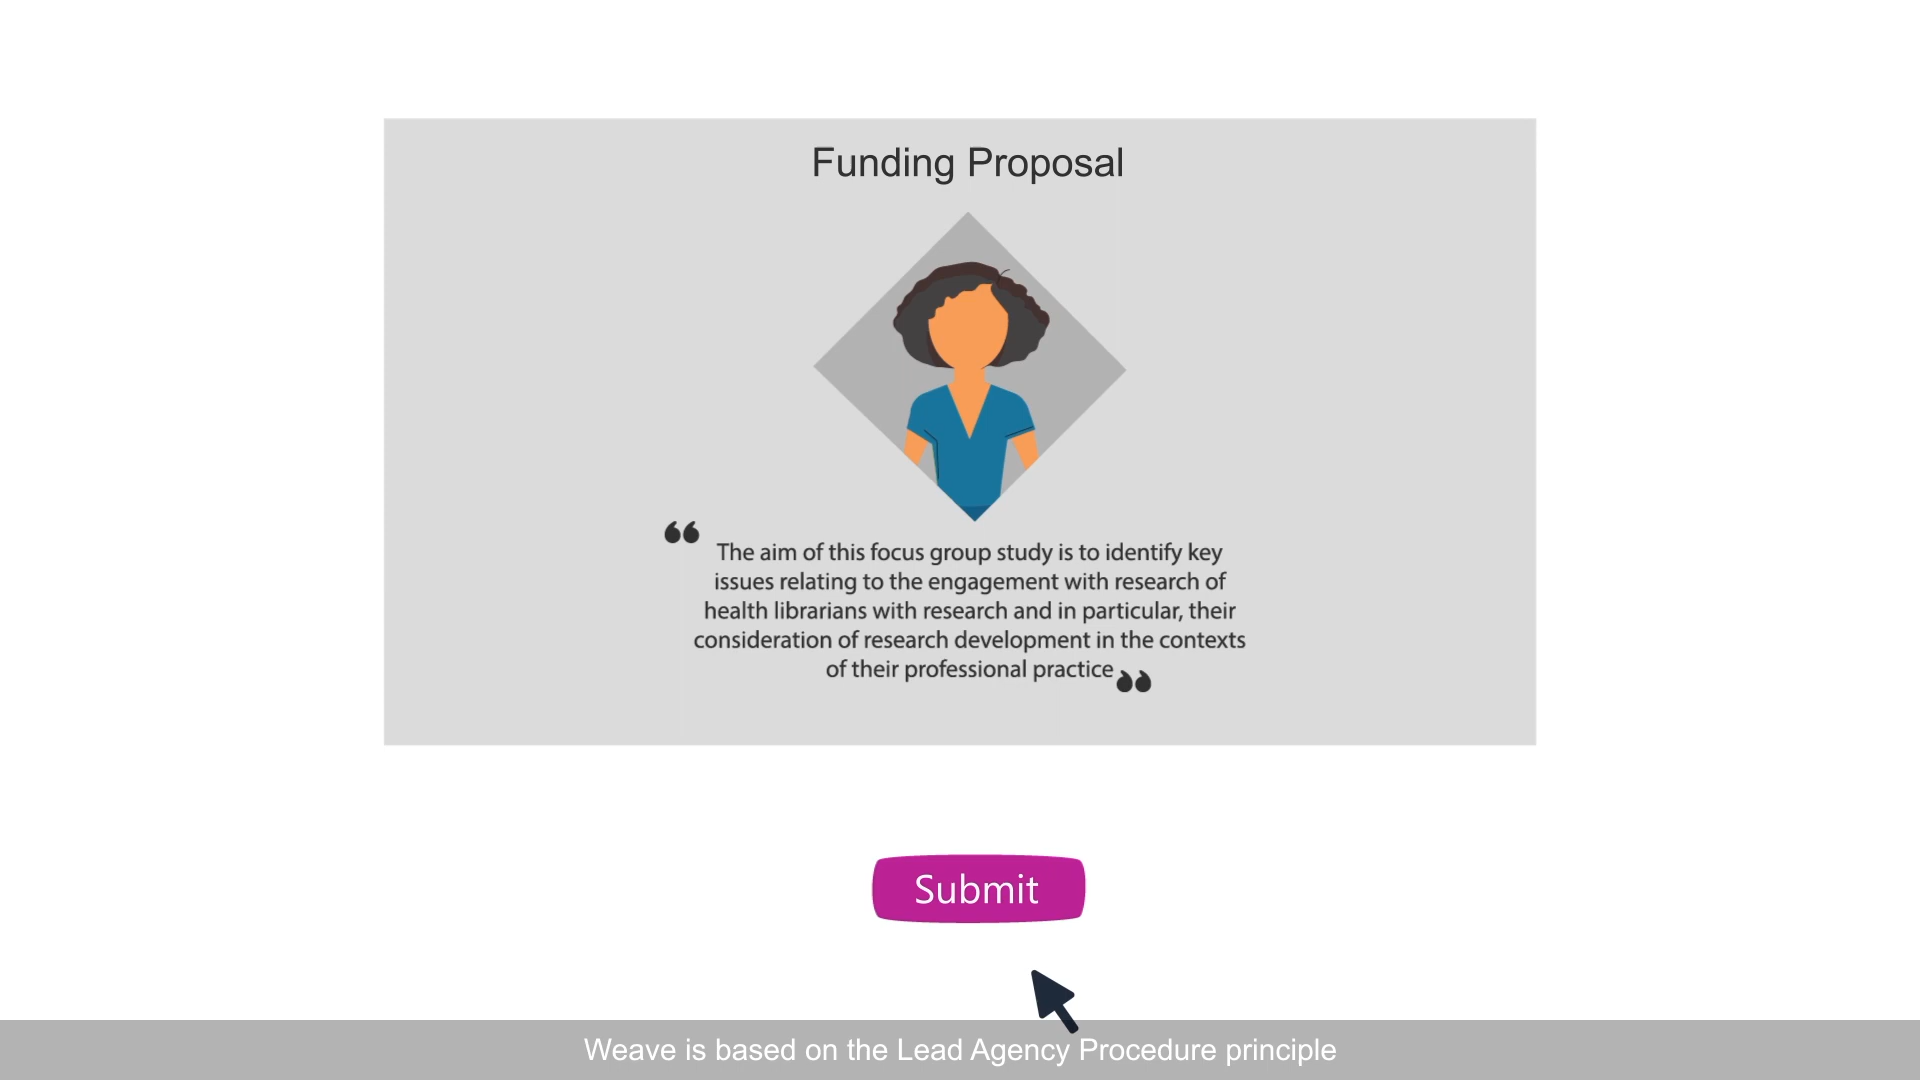 Funding Proposal
“ The aim of this focus group study is to identify key
issues relating to the engagement with research of
health librarians with research and in particular, their
consideration of research development in the contexts
of their professional practice ”
Submit
Weave is based on the Lead Agency Procedure principle